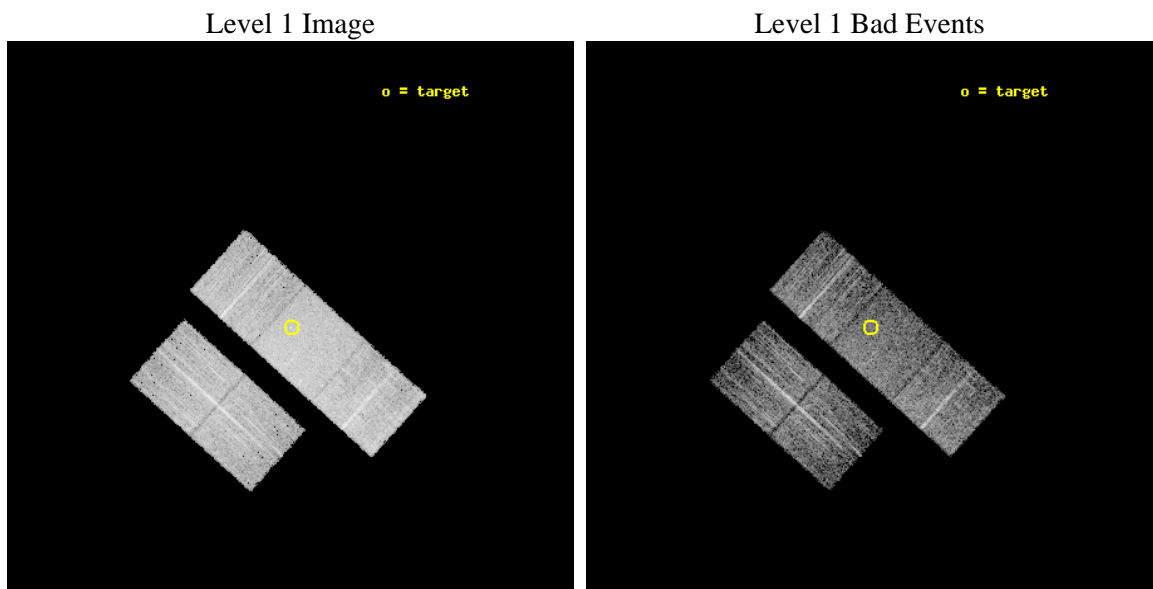 Level 1 Image
Level 1 Bad Events
o = target
o = target